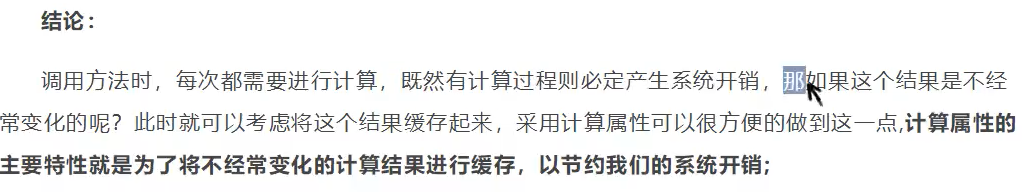 结论：
调用方法时，每次都需要进行计算，既然有计算过程则必定产生系统开销，那如果这个结果是不经
常变化的呢？此时就可以考虑将这个结果缓存起来，采用计算属性可以很方便的做到这一点,计算属性的
主要特性就是为了将不经常变化的计算结果进行缓存，以节约我们的系统开销；